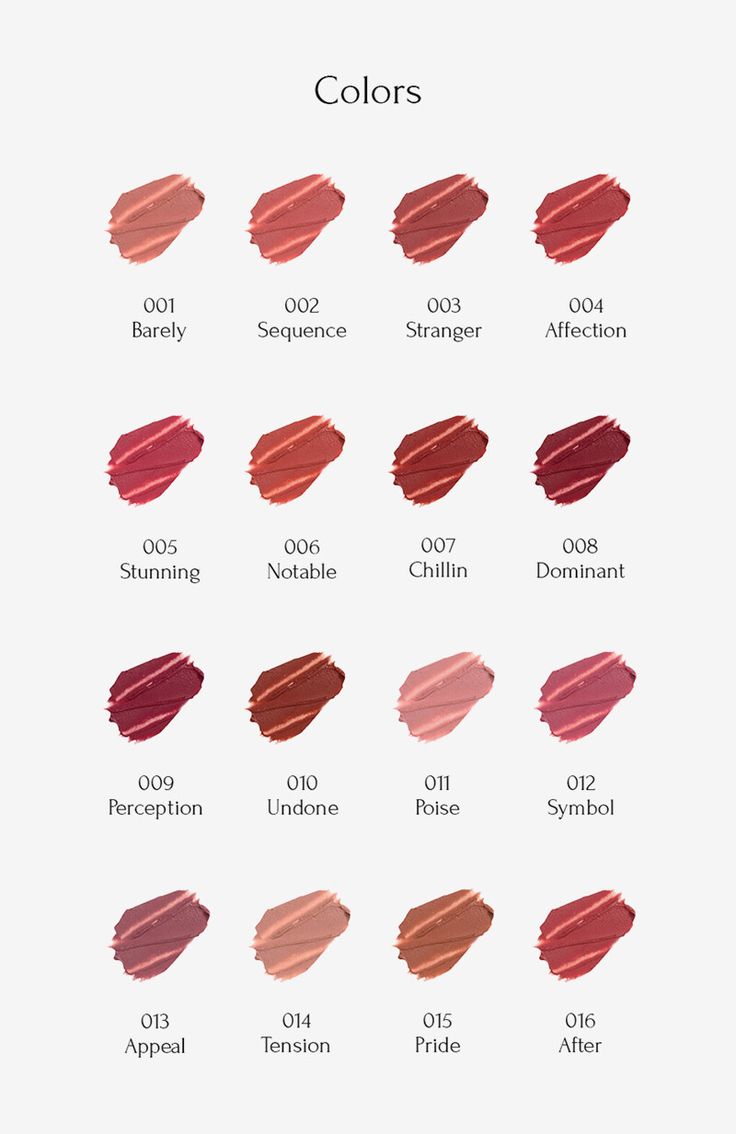 Colors
001
Barely
002
Sequence
003
Stranger
004
Affection
005
Stunning
006
Notable
007
Chillin
008
Dominant
009
Perception
010
Undone
011
Poise
012
Symbol
013
Appeal
014
Tension
015
Pride
016
After